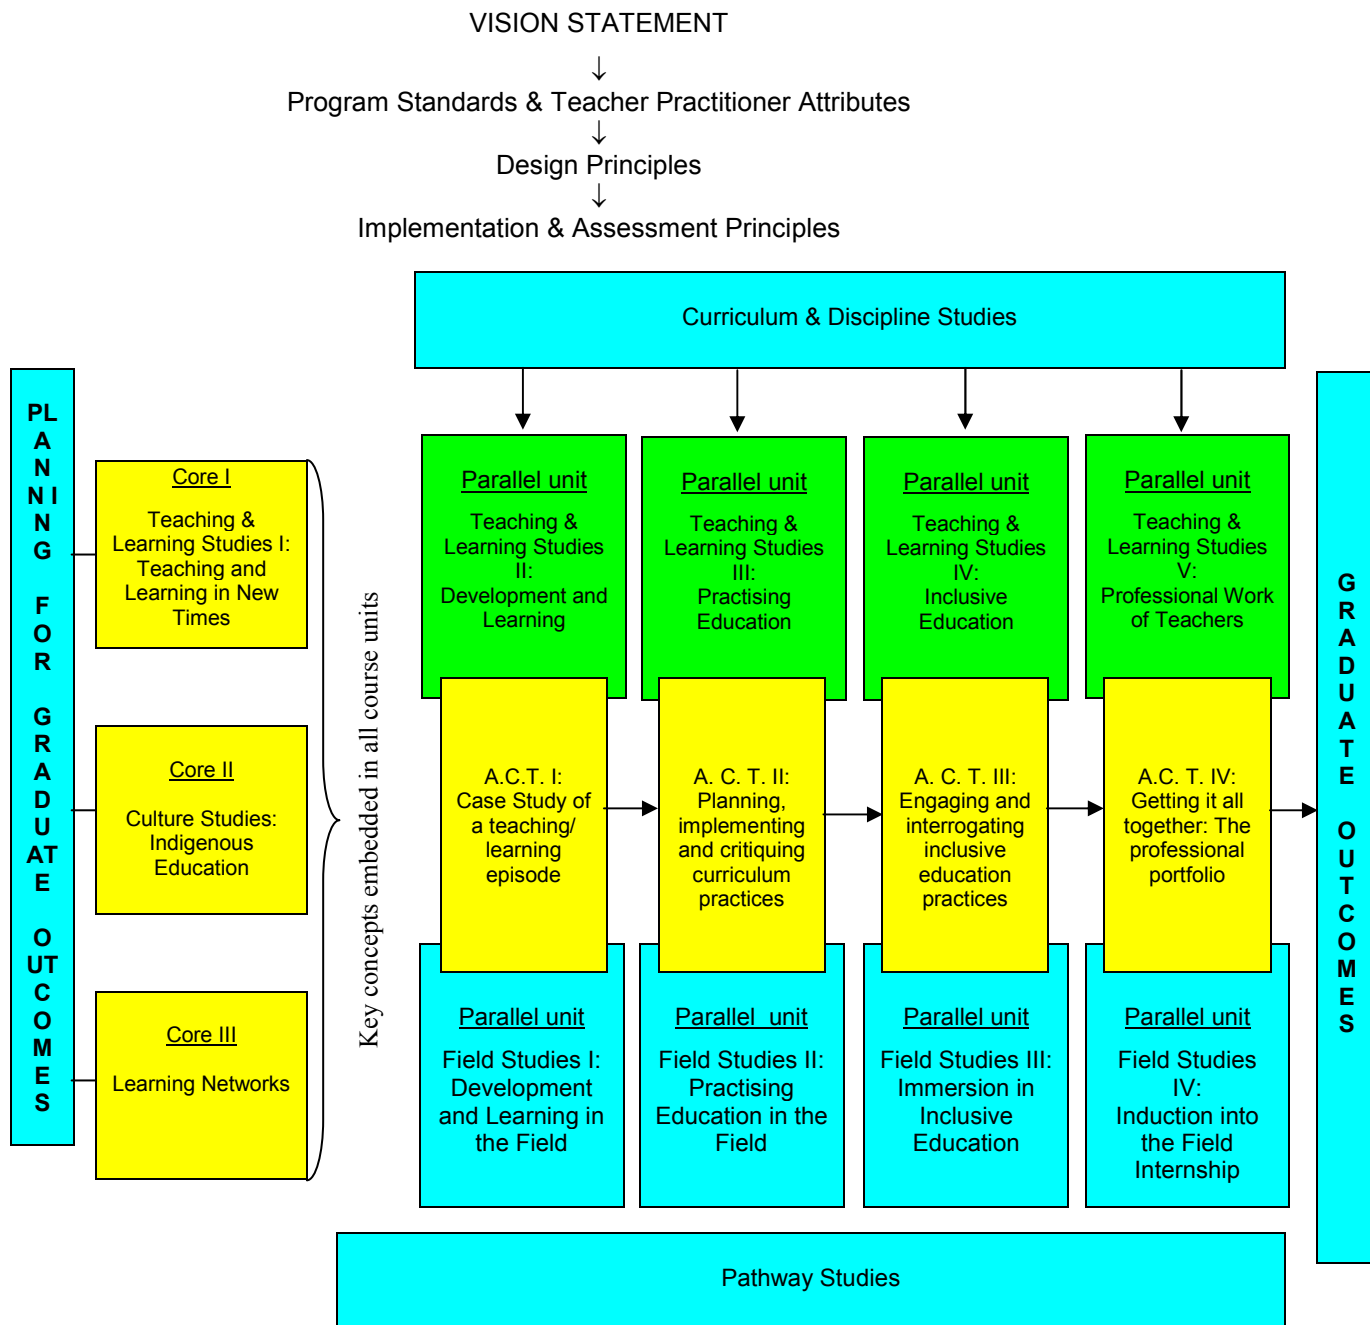 VISION STATEMENT
↓
Program Standards & Teacher Practitioner Attributes
↓
Design Principles
↓
Implementation & Assessment Principles
Curriculum & Discipline Studies
PL
A
N
N I
N
G
F
O
R
G
R
A
D
U
AT
E
O
UT
C
O
M
E
S
Core I
Teaching &
Learning Studies I:
Teaching and
Learning in New
Times
Core II
Culture Studies:
Indigenous
Education
Core III
Learning Networks
Key concepts embedded in all course units
Parallel unit
Teaching &
Learning Studies
II:
Development and
Learning
Parallel unit
Teaching &
Learning Studies
III:
Practising
Education
Parallel unit
Teaching &
Learning Studies
IV:
Inclusive
Education
Parallel unit
Teaching &
Learning Studies
V:
Professional Work
of Teachers
A.C.T. I:
Case Study of
a teaching/
learning
episode
A. C. T. II:
Planning,
implementing
and critiquing
curriculum
practices
A. C.T. III:
Engaging and
interrogating
inclusive
education
practices
A.C.T. IV:
Getting it all
together: The
professional
portfolio
Parallel unit
Field Studies I:
Development
and Learning in
the Field
Parallel  unit
Field Studies II:
Practising
Education in the
Field
Parallel unit
Field Studies III:
Immersion in
Inclusive
Education
Parallel unit
Field Studies
IV:
Induction into
the Field
Internship
G
R
A
D
U
A
T
E
O
U
T
C
O
M
E
S
Pathway Studies